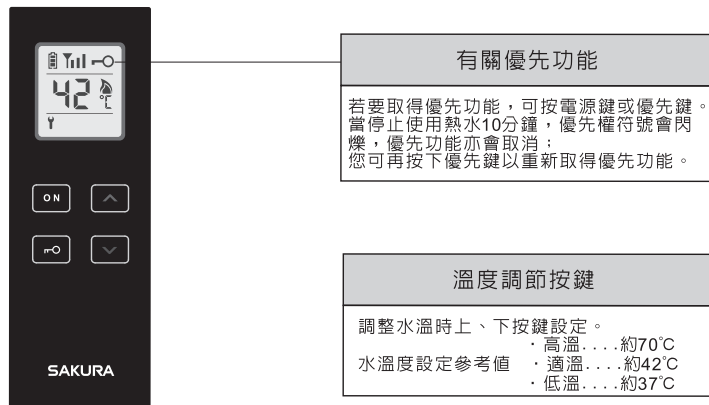 42
℃
ON
SAKURA
有關優先功能
若要取得優先功能，可按電源鍵或優先鍵。
當停止使用熱水10分鐘，優先權符號會閃
爍，優先功能亦會取消；
您可再按下優先鍵以重新取得優先功能。
溫度調節按鍵
調整水溫時上、下按鍵設定。
・高溫....約70℃
水溫度設定參考值 ・適溫....約42℃
・低溫....約37℃